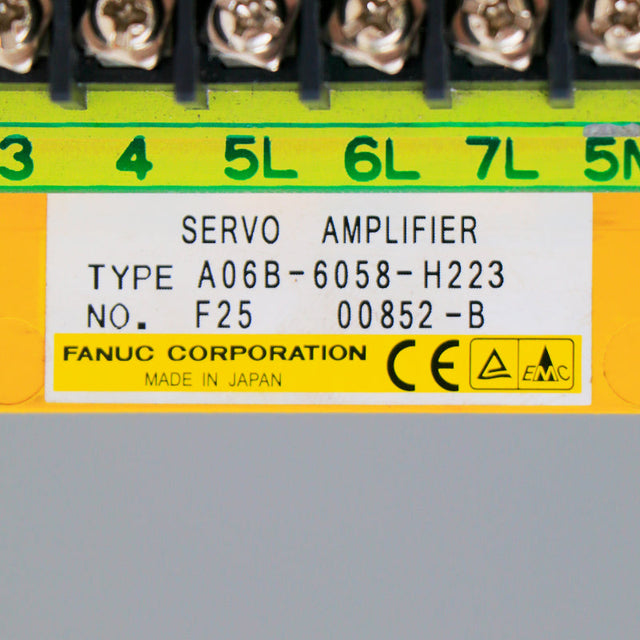 3 4 5L 6L 7L 5M
SERVO AMPLIFIER
TYPE A06B-6058-H223
NO. F25 00852-B
FANUC CORPORATION
MADE IN JAPAN
CE
EMC